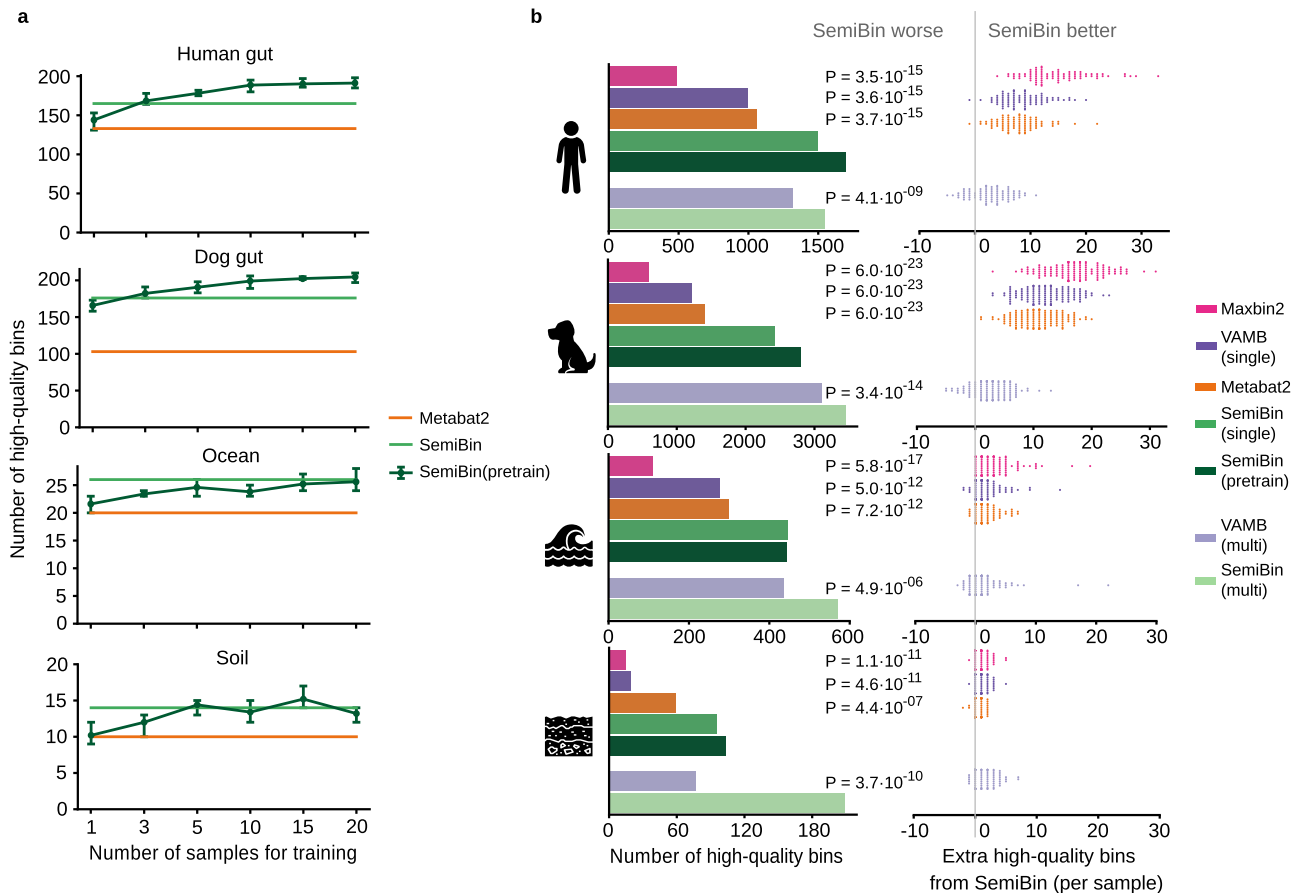 a
Human gut
200
150
100
50
0
Dog gut
200
150
100
50
0
Ocean
25
20
15
10
5
0
Soil
20
15
10
5
0
1 3 5 10 15 20
Number of samples for training
Number of high-quality bins
Metabat2
SemiBin
SemiBin(pretrain)
b
SemiBin worse
SemiBin better
P = 3.5·10-15
P = 3.6·10-15
P = 3.7·10-15
P = 4.1·10-09
0 500 1000 1500
-10 0 10 20 30
P = 6.0·10-23
P = 6.0·10-23
P = 6.0·10-23
P = 3.4·10-14
0 1000 2000 3000
-10 0 10 20 30
P = 5.8·10-17
P = 5.0·10-12
P = 7.2·10-12
P = 4.9·10-06
0 200 400 600
-10 0 10 20 30
P = 1.1·10-11
P = 4.6·10-11
P = 4.4·10-07
P = 3.7·10-10
0 60 120 180
-10 0 10 20 30
Number of high-quality bins
Extra high-quality bins
from SemiBin (per sample)
Maxbin2
VAMB
(single)
Metabat2
SemiBin
(single)
SemiBin
(pretrain)
VAMB
(multi)
SemiBin
(multi)